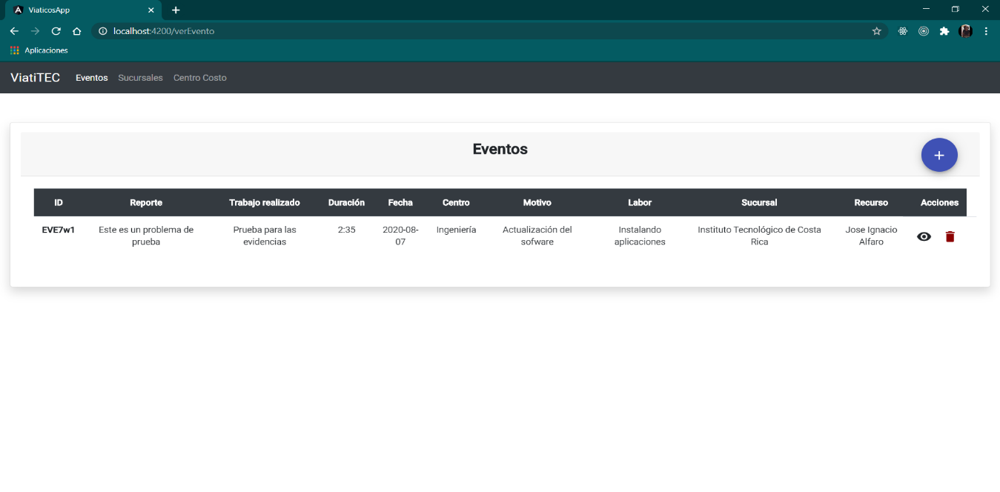 ViaticosApp
localhost:4200/verEvento
Aplicaciones
ViatiTEC Eventos Sucursales Centro Costo
Eventos
+
ID Reporte Trabajo realizado Duración Fecha Centro Motivo Labor Sucursal Recurso Acciones
EVE7w1 Este es un problema de Prueba para las 2:35 2020-08- Ingeniería Actualización del Instalando Instituto Tecnológico de Costa Jose Ignacio
prueba evidencias 07 sofware aplicaciones Rica Alfaro